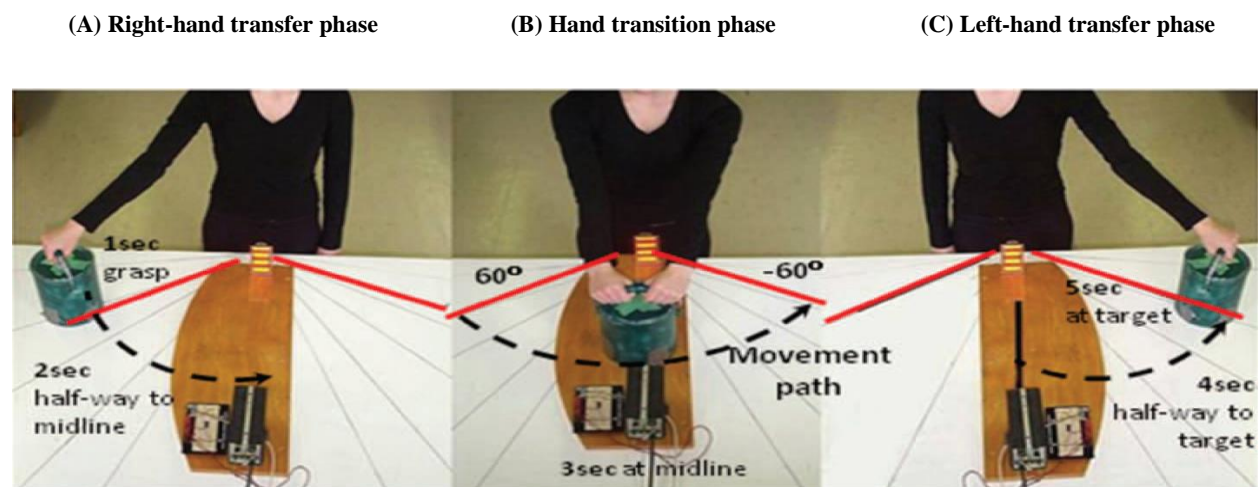 (A) Right-hand transfer phase
(B) Hand transition phase
(C) Left-hand transfer phase
1sec
grasp
2sec
half-way to
midline
60º
-60º
Movement
path
3sec at midline
5sec
at target
4sec
half-way to
target